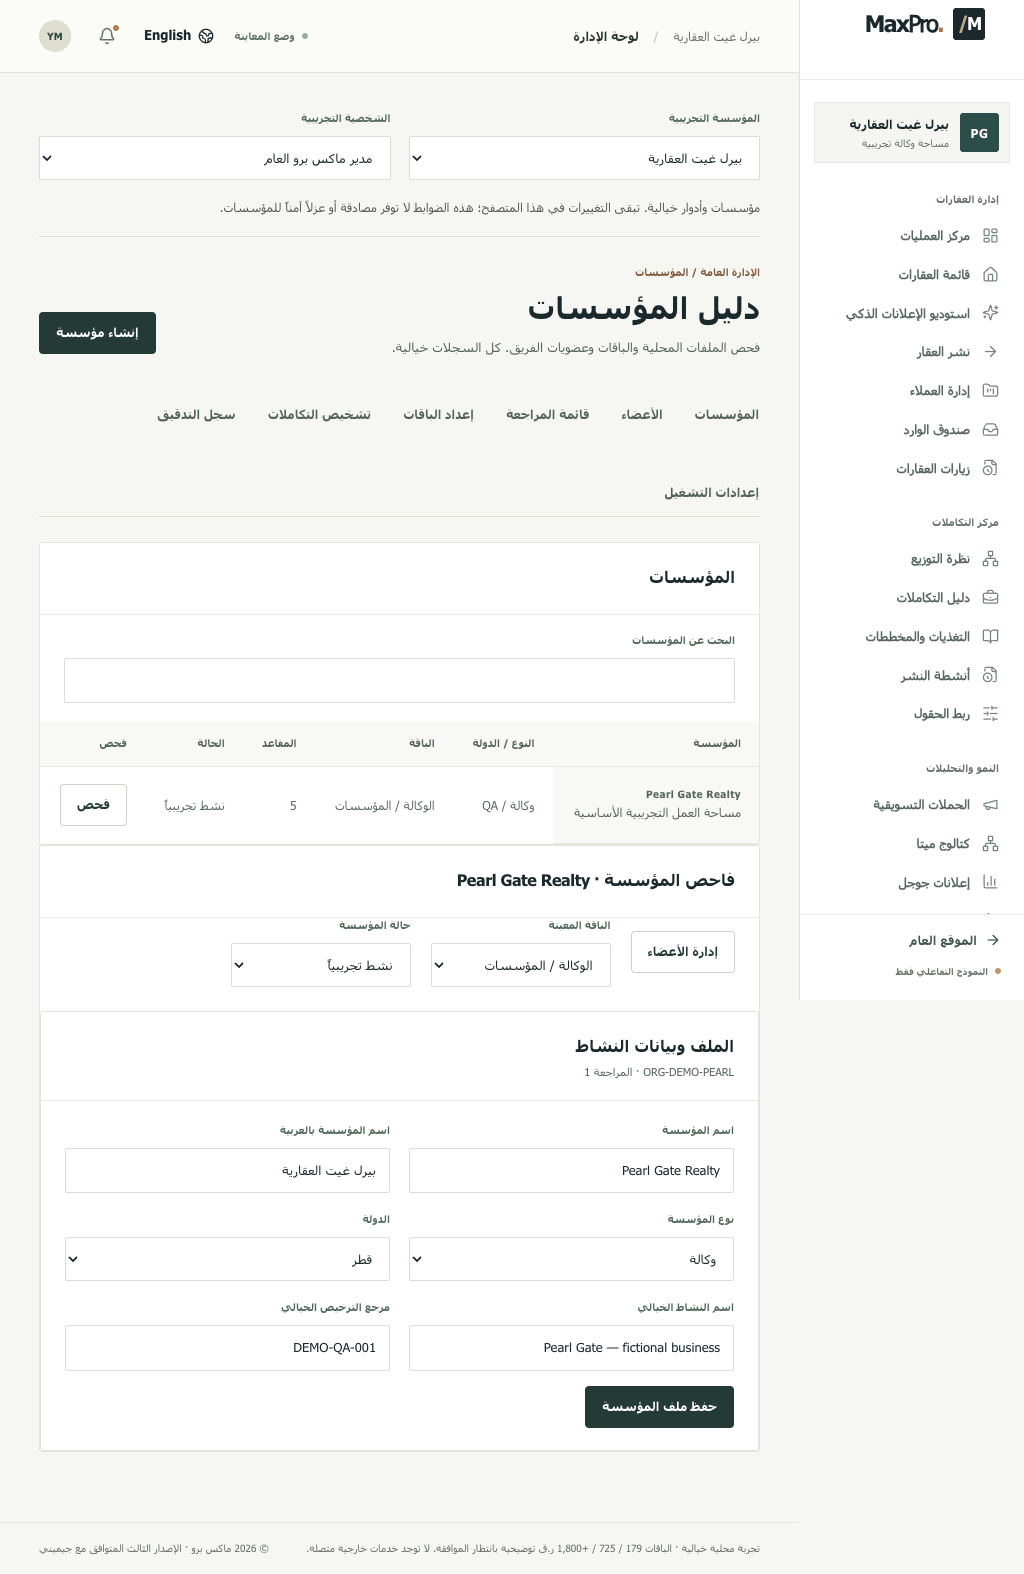 MaxPro.
/M
PG
بيرل غيت العقارية
مساحة وكالة تجريبية
إدارة العقارات
مركز العمليات
قائمة العقارات
استوديو الإعلانات الذكي
نشر العقار
إدارة العملاء
صندوق الوارد
زيارات العقارات
مركز التكاملات
نظرة التوزيع
دليل التكاملات
التغذيات والمخططات
أنشطة النشر
ربط الحقول
النمو والتحليلات
الحملات التسويقية
كتالوج ميتا
إعلانات جوجل
الموقع العام
النموذج التفاعلي فقط
بيرل غيت العقارية / لوحة الإدارة
وضع المعاينة
English
YM
المؤسسة التجريبية
بيرل غيت العقارية
الشخصية التجريبية
مدير ماكس برو العام
مؤسسات وأدوار خيالية. تبقى التغييرات في هذا المتصفح؛ هذه الضوابط لا توفر مصادقة أو عزلاً آمناً للمؤسسات.
الإدارة العامة / المؤسسات
دليل المؤسسات
فحص الملفات المحلية والباقات وعضويات الفريق. كل السجلات خيالية.
إنشاء مؤسسة
المؤسسات الأعضاء قائمة المراجعة إعداد الباقات تشخيص التكاملات سجل التدقيق
إعدادات التشغيل
المؤسسات
البحث عن المؤسسات
المؤسسة النوع / الدولة الباقة المقاعد الحالة فحص
Pearl Gate Realty
مساحة العمل التجريبية الأساسية
وكالة / QA
الوكالة / المؤسسات
5
نشط تجريبياً
فحص
فاحص المؤسسة · Pearl Gate Realty
إدارة الأعضاء
الباقة المعينة
الوكالة / المؤسسات
حالة المؤسسة
نشط تجريبياً
الملف وبيانات النشاط
ORG-DEMO-PEARL · المراجعة 1
اسم المؤسسة
Pearl Gate Realty
اسم المؤسسة بالعربية
بيرل غيت العقارية
نوع المؤسسة
وكالة
الدولة
قطر
اسم النشاط الخيالي
Pearl Gate — fictional business
مرجع الترخيص الخيالي
DEMO-QA-001
حفظ ملف المؤسسة
تجربة محلية خيالية · الباقات 179 / 725 / +1,800 ر.ق توضيحية بانتظار الموافقة. لا توجد خدمات خارجية متصلة.
© 2026 ماكس برو · الإصدار الثالث المتوافق مع جيميني